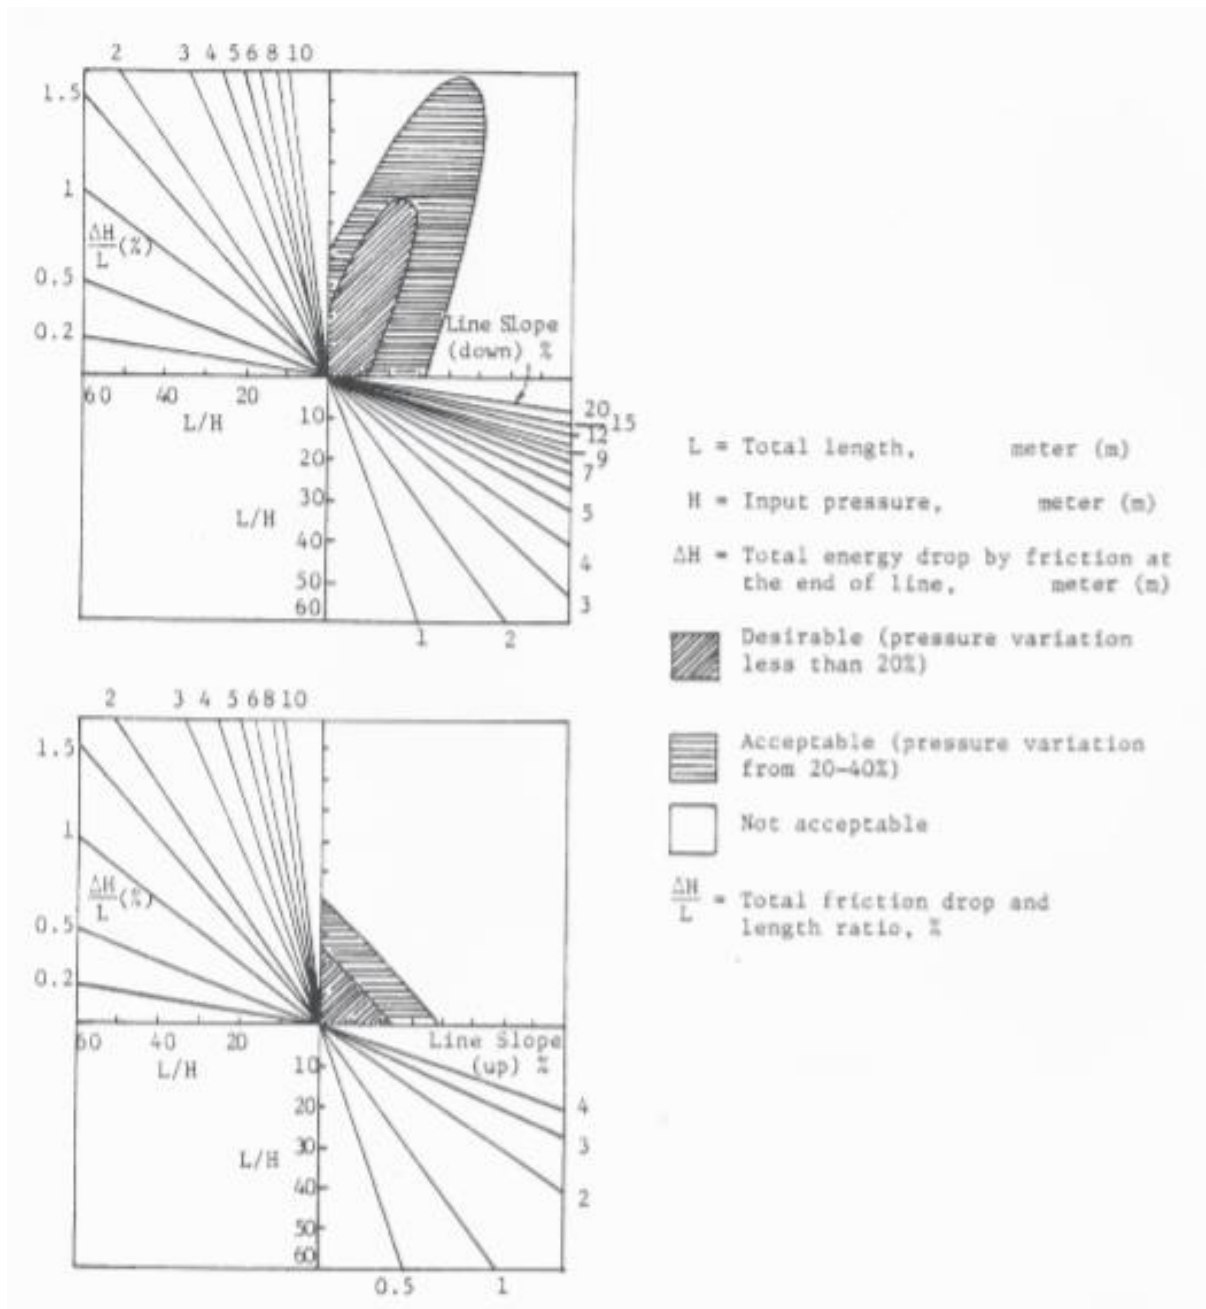 2 3 4 5 6 8 10
1.5
1
ΔH/L (%)
0.5
0.2
Line Slope
(down) %
60 40 20
L/H
10
20
30
40
50
60
L/H
20
15
12
9
7
5
4
3
1 2
L = Total length, meter (m)
H = Input pressure, meter (m)
ΔH = Total energy drop by friction at
the end of line, meter (m)
Desirable (pressure variation
less than 20%)
Acceptable (pressure variation
from 20-40%)
Not acceptable
ΔH/L = Total friction drop and
length ratio, %
2 3 4 5 6 8 10
1.5
1
ΔH/L (%)
0.5
0.2
60 40 20
L/H
Line Slope
(up) %
10
20
30
40
50
60
L/H
4
3
2
0.5 1